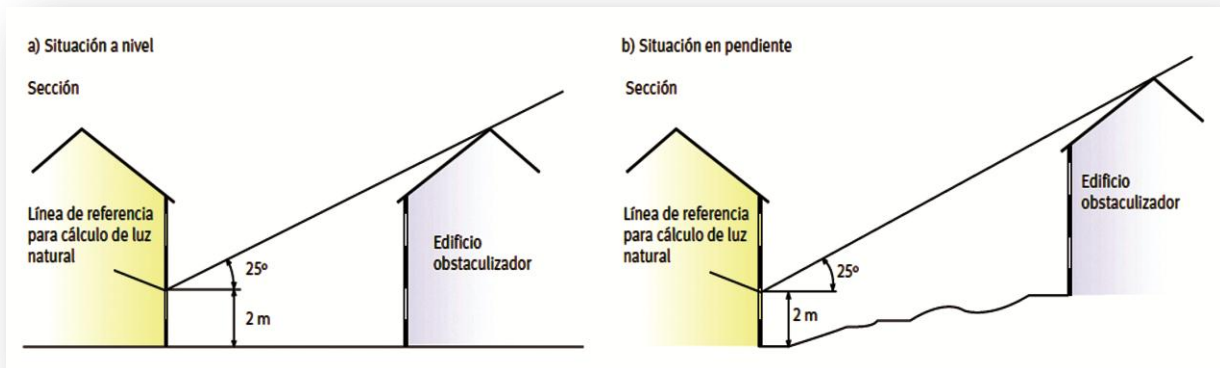 a) Situación a nivel
Sección
Línea de referencia
para cálculo de luz
natural
25º
2 m
Edificio
obstaculizador
b) Situación en pendiente
Sección
Línea de referencia
para cálculo de luz
natural
25º
2 m
Edificio
obstaculizador